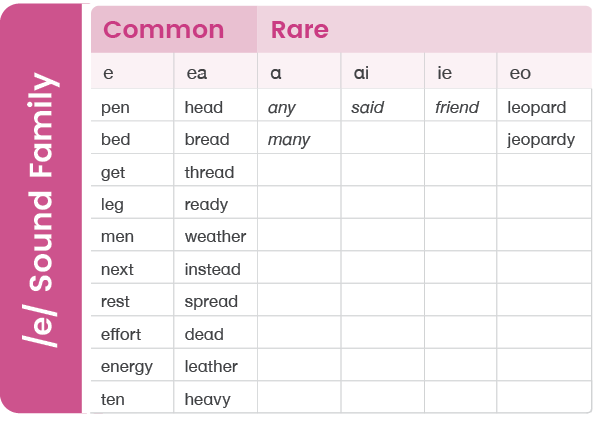 /e/ Sound Family
Common Rare
e ea a ai ie eo
pen head any said friend leopard
bed bread many jeopardy
get thread
leg ready
men weather
next instead
rest spread
effort dead
energy leather
ten heavy